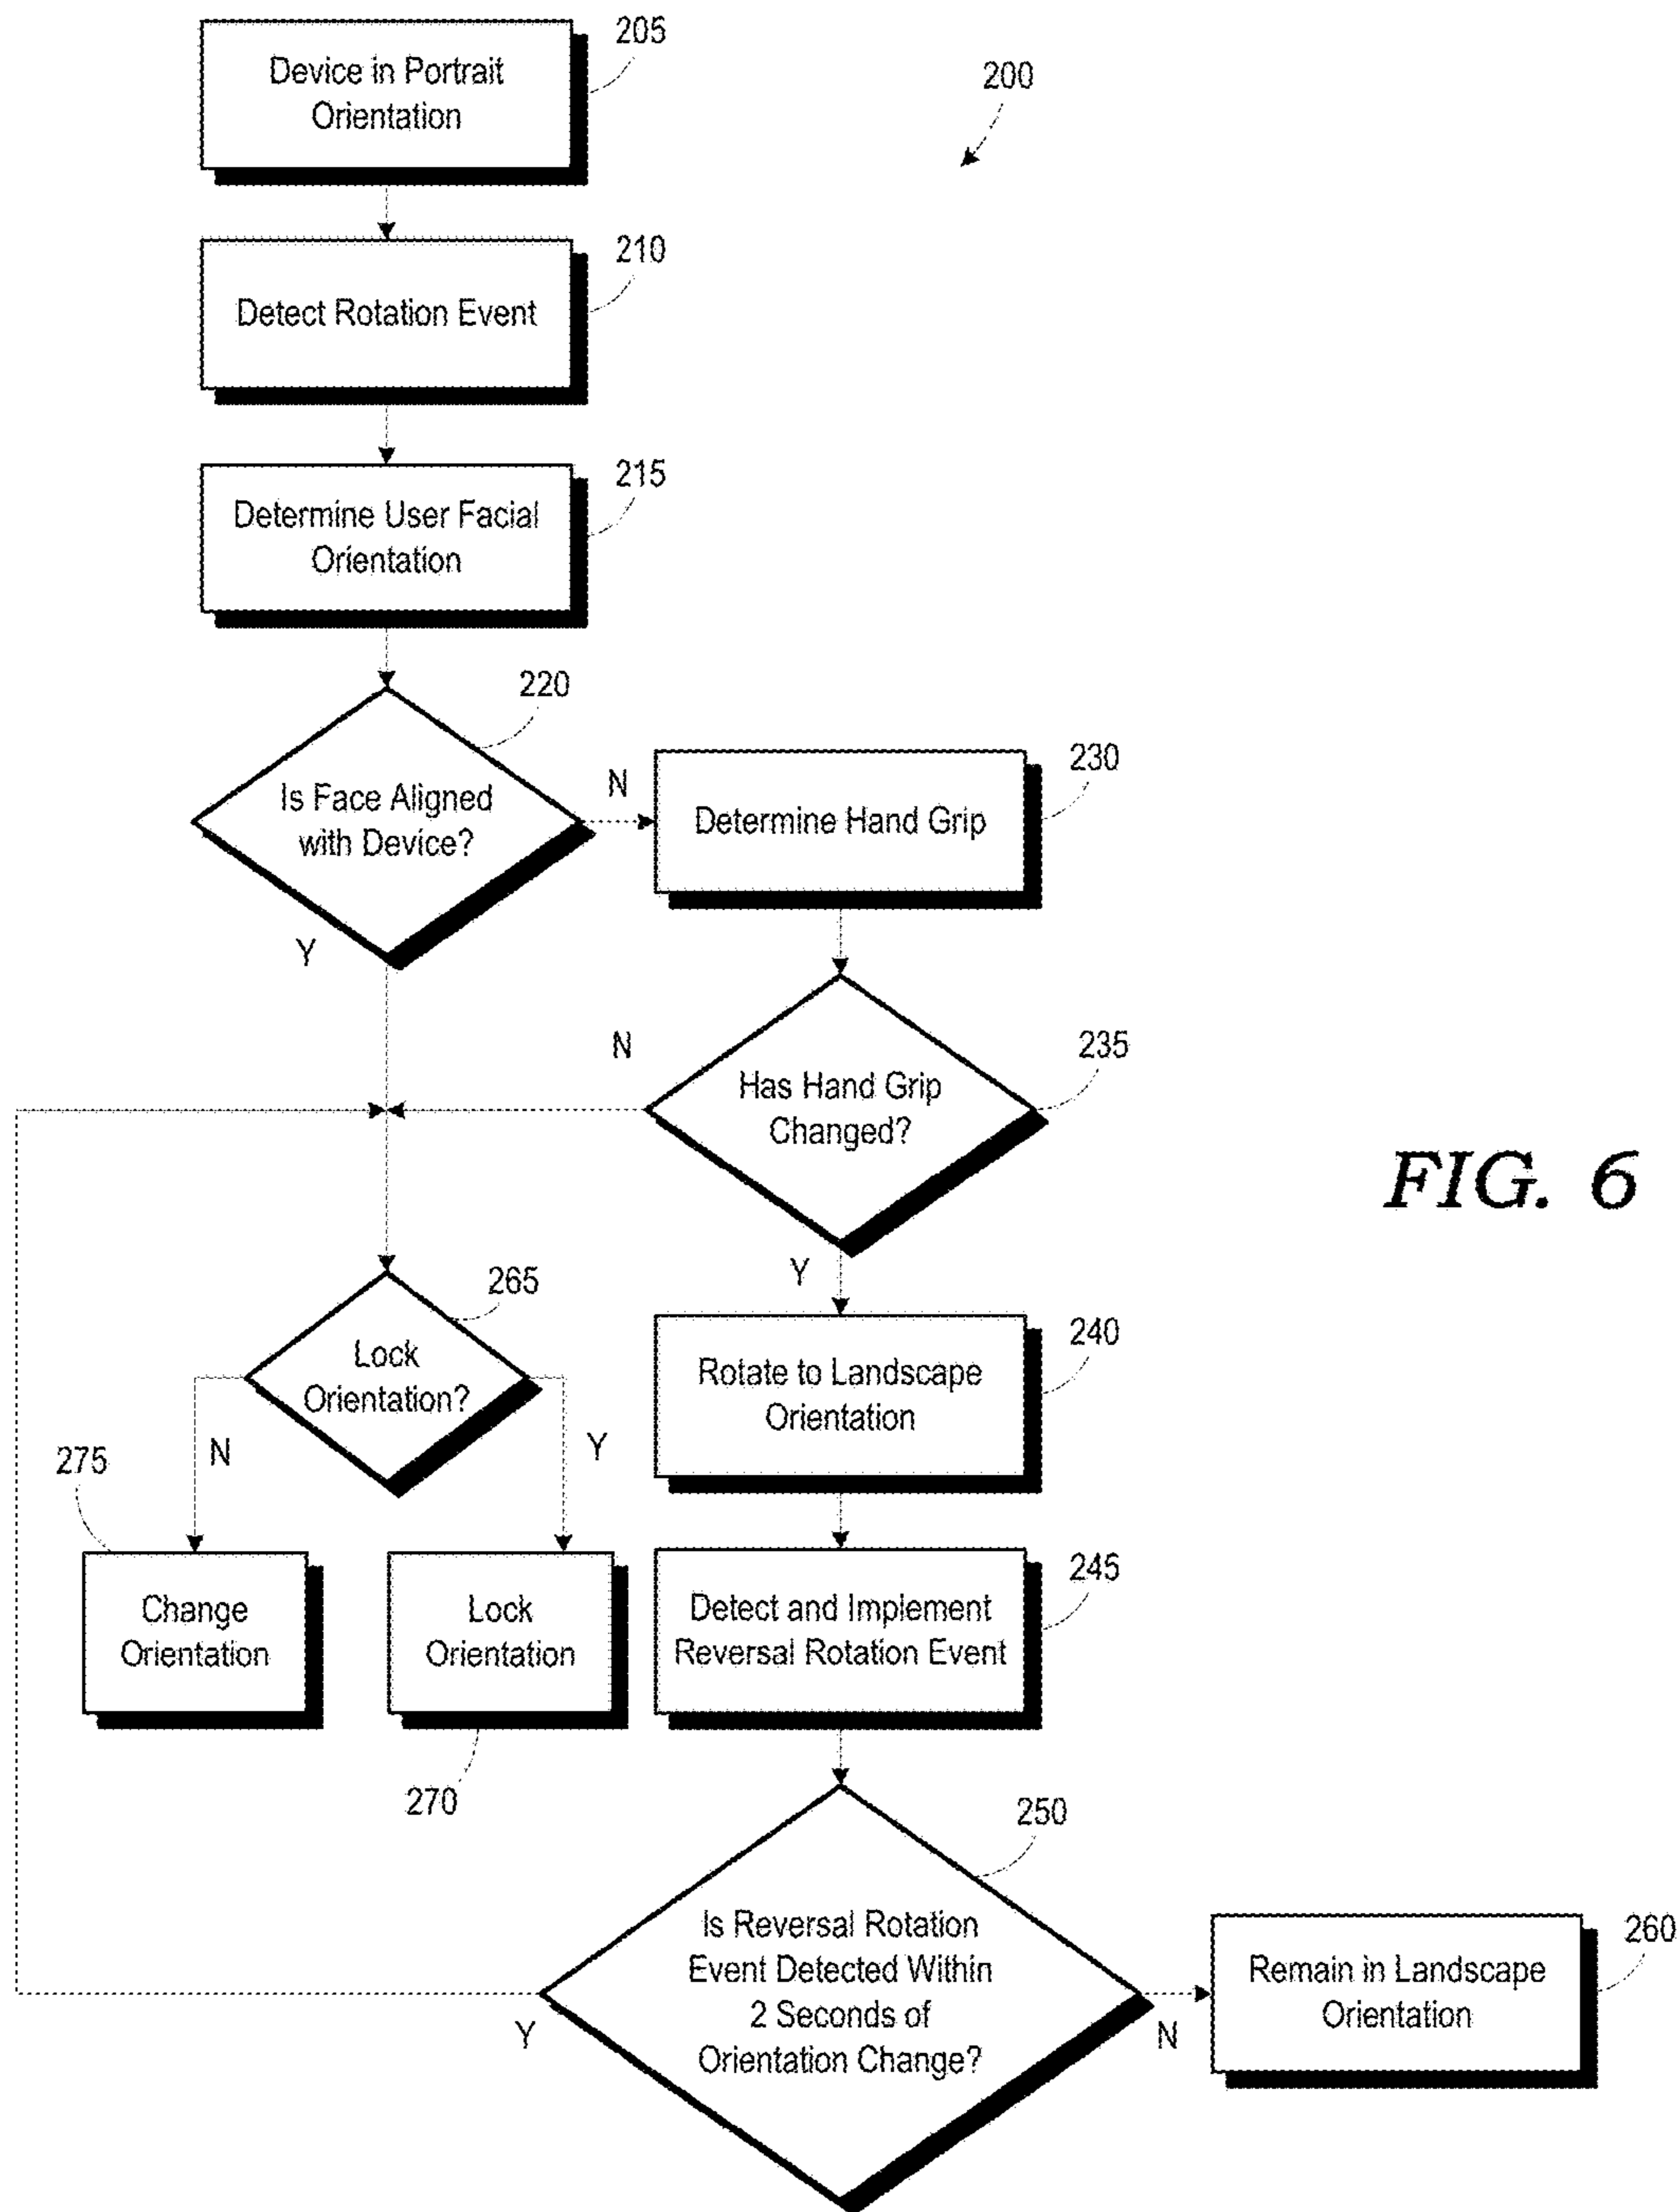 205
Device in Portrait
Orientation
200
210
Detect Rotation Event
215
Determine User Facial
Orientation
220
Is Face Aligned
with Device?
N
Y
230
Determine Hand Grip
235
Has Hand Grip
Changed?
N
Y
FIG. 6
265
Lock
Orientation?
N
Y
240
Rotate to Landscape
Orientation
275
Change
Orientation
Lock
Orientation
270
245
Detect and Implement
Reversal Rotation Event
250
Is Reversal Rotation
Event Detected Within
2 Seconds of
Orientation Change?
Y
N
260
Remain in Landscape
Orientation